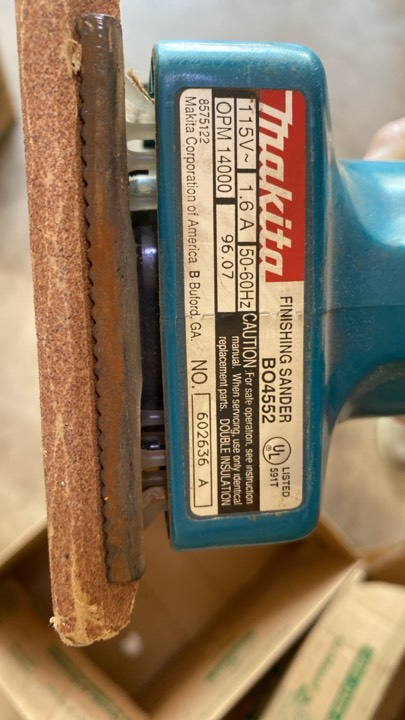 makita
FINISHING SANDER
BO4552
UL LISTED
® 591T
115V~ 1.6 A 50-60Hz
OPM 14000 96.07
CAUTION: For safe operation, see instruction
manual. When servicing, use only identical
replacement parts. DOUBLE INSULATION
8575122
Makita Corporation of America B Buford, GA.
NO. 602636 A